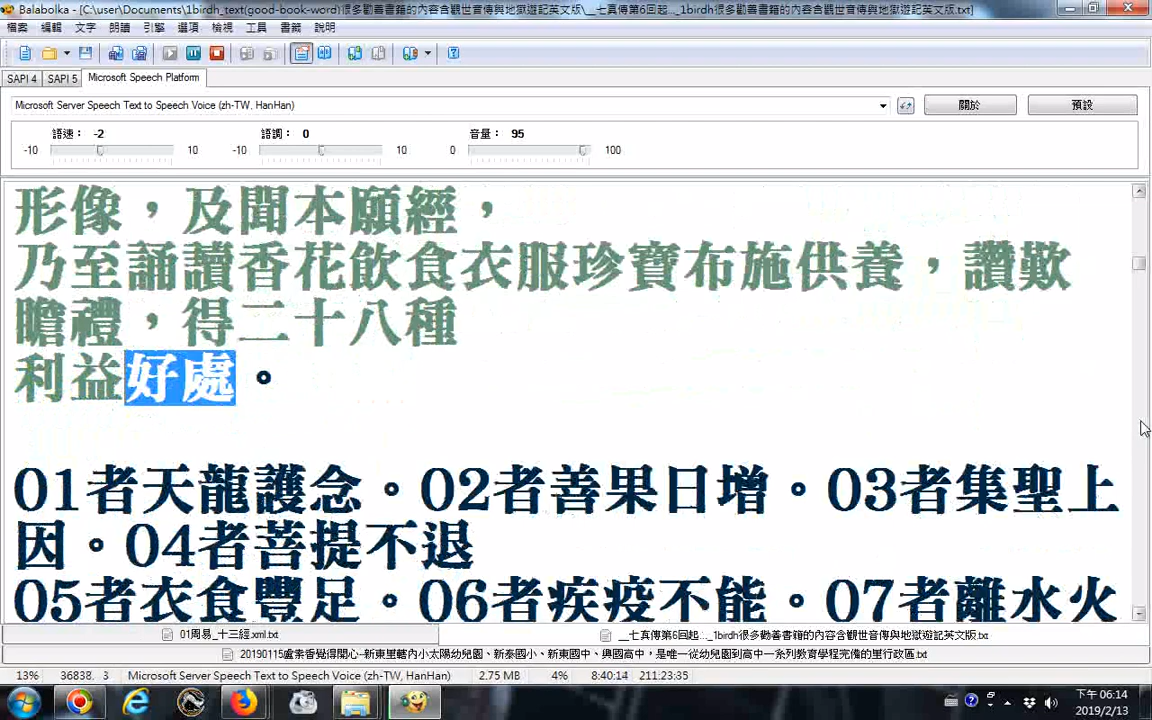 Balabolka - [C:\user\Documents\1birdh_text(good-book-word)很多勸善書籍的內容含觀世音傳與地獄遊記英文版\__七真傳第6回起..._1birdh很多勸善書籍的內容含觀世音傳與地獄遊記英文版.txt]
檔案 編輯 文字 朗讀 引擎 選項 檢視 工具 書籤 說明
SAPI 4 SAPI 5 Microsoft Speech Platform
Microsoft Server Speech Text to Speech Voice (zh-TW, HanHan) 關於 預設
語速： -2 語調： 0 音量： 95
-10 10 -10 10 0 100
形像，及聞本願經，
乃至誦讀香花飲食衣服珍寶布施供養，讚歎
瞻禮，得二十八種
利益好處。
01者天龍護念。02者善果日增。03者集聖上
因。04者菩提不退
05者衣食豐足。06者疾疫不能。07者離水火
01周易_十三經.xml.txt __七真傳第6回起..._1birdh很多勸善書籍的內容含觀世音傳與地獄遊記英文版.txt
20190115盧素香覺得開心-新東里轄內小太陽幼兒園、新泰國小、新東國中、興國高中，是唯一從幼兒園到高中一系列教育學程完備的里行政區.txt
13% 36838. 3 Microsoft Server Speech Text to Speech Voice (zh-TW, HanHan) 2.75 MB 4% 8:40:14 211:23:35
下午 06:14
2019/2/13